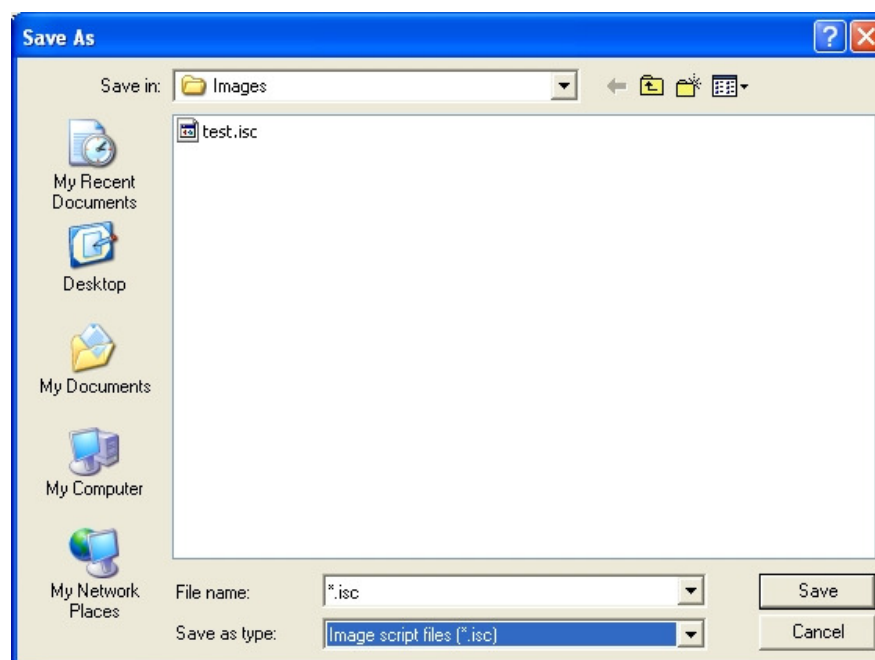 Save As
Save in:
Images
test.isc
My Recent
Documents
Desktop
My Documents
My Computer
My Network
Places
File name:
*.isc
Save
Save as type:
Image script files (*.isc)
Cancel